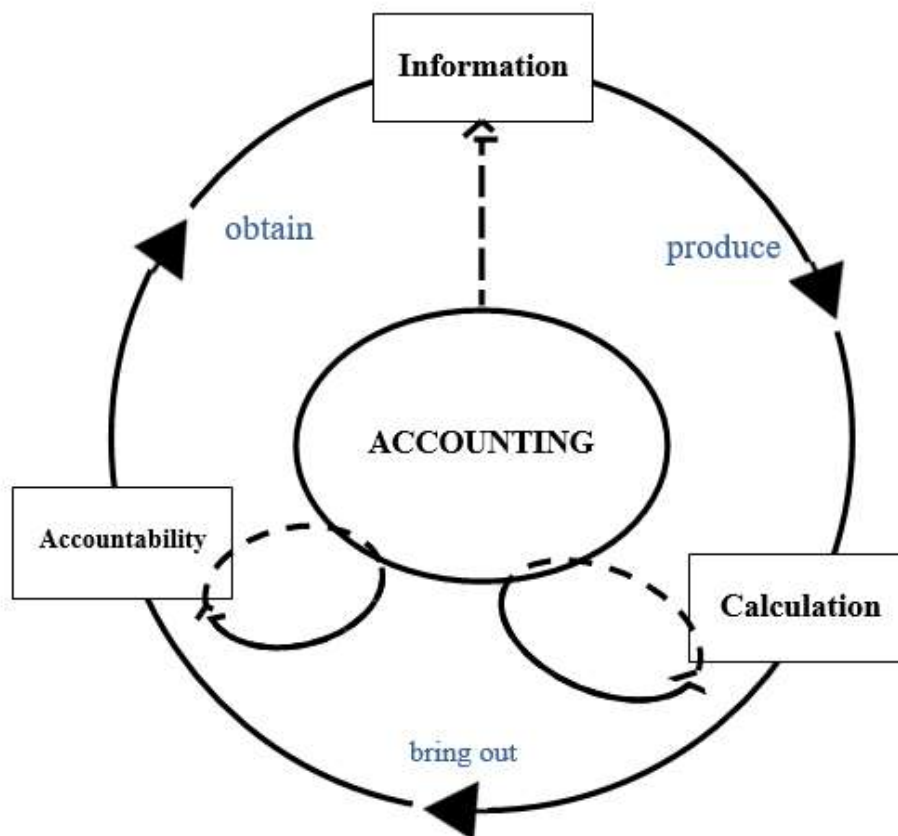 Information
obtain
produce
ACCOUNTING
Accountability
Calculation
bring out